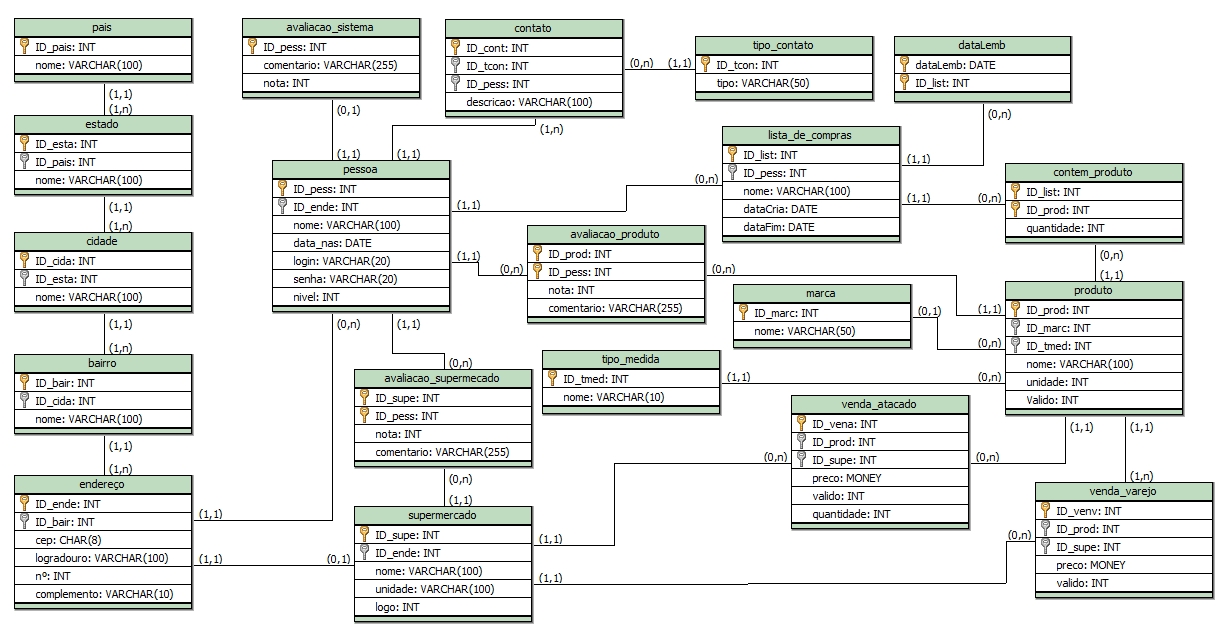 pais
ID_pais: INT
nome: VARCHAR(100)
(1,1)
(1,n)
estado
ID_esta: INT
ID_pais: INT
nome: VARCHAR(100)
(1,1)
(1,n)
cidade
ID_cida: INT
ID_esta: INT
nome: VARCHAR(100)
(1,1)
(1,n)
bairro
ID_bair: INT
ID_cida: INT
nome: VARCHAR(100)
(1,1)
(1,n)
endereço
ID_ende: INT
ID_bair: INT
cep: CHAR(8)
logradouro: VARCHAR(100)
nº: INT
complemento: VARCHAR(10)
(1,1)
(1,1)
avaliacao_sistema
ID_pess: INT
comentario: VARCHAR(255)
nota: INT
(0,1)
(1,1)
(1,1)
pessoa
ID_pess: INT
ID_ende: INT
nome: VARCHAR(100)
data_nas: DATE
login: VARCHAR(20)
senha: VARCHAR(20)
nivel: INT
(1,1)
(1,1)
(0,n)
(1,1)
(0,n)
avaliacao_supermecado
ID_supe: INT
ID_pess: INT
nota: INT
comentario: VARCHAR(255)
(0,n)
(1,1)
supermercado
ID_supe: INT
ID_ende: INT
nome: VARCHAR(100)
unidade: VARCHAR(100)
logo: INT
(0,1)
(1,1)
(1,1)
contato
ID_cont: INT
ID_tcon: INT
ID_pess: INT
descricao: VARCHAR(100)
(1,n)
(0,n)
(1,1)
tipo_contato
ID_tcon: INT
tipo: VARCHAR(50)
dataLemb
dataLemb: DATE
ID_list: INT
(0,n)
lista_de_compras
ID_list: INT
ID_pess: INT
nome: VARCHAR(100)
dataCria: DATE
dataFim: DATE
(0,n)
(1,1)
(1,1)
(0,n)
contem_produto
ID_list: INT
ID_prod: INT
quantidade: INT
(0,n)
(1,1)
avaliacao_produto
ID_prod: INT
ID_pess: INT
nota: INT
comentario: VARCHAR(255)
(0,n)
(0,n)
marca
ID_marc: INT
nome: VARCHAR(50)
(0,1)
tipo_medida
ID_tmed: INT
nome: VARCHAR(10)
(1,1)
produto
ID_prod: INT
ID_marc: INT
ID_tmed: INT
nome: VARCHAR(100)
unidade: INT
Valido: INT
(1,1)
(0,n)
(0,n)
(1,1)
(1,1)
venda_atacado
ID_vena: INT
ID_prod: INT
ID_supe: INT
preco: MONEY
valido: INT
quantidade: INT
(0,n)
(0,n)
(1,n)
venda_varejo
ID_venv: INT
ID_prod: INT
ID_supe: INT
preco: MONEY
valido: INT
(0,n)